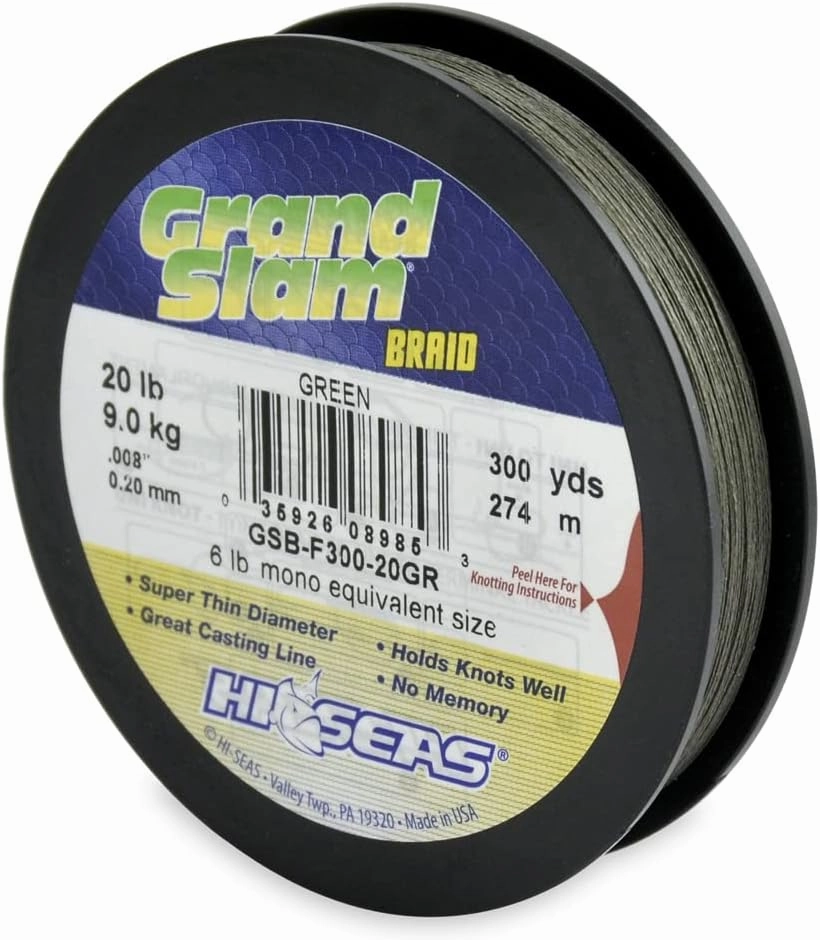 Grand
Slam®
BRAID
20 lb
9.0 kg
.008"
0.20 mm
GREEN
0 35926 08985 3
GSB-F300-20GR
6 lb mono equivalent size
300 yds
274 m
Peel Here For
Knotting Instructions
• Super Thin Diameter
• Great Casting Line
• Holds Knots Well
• No Memory
HI-SEAS®
© HI-SEAS • Valley Twp., PA 19320 • Made in USA